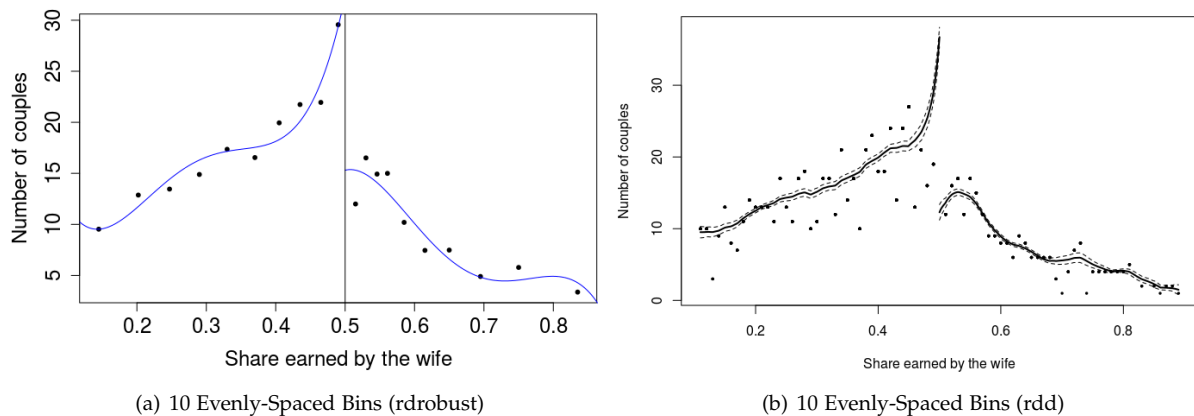 30
25
20
15
10
5
Number of couples
0.2 0.3 0.4 0.5 0.6 0.7 0.8
Share earned by the wife
(a) 10 Evenly-Spaced Bins (rdrobust)
30
20
10
0
Number of couples
0.2 0.4 0.6 0.8
Share earned by the wife
(b) 10 Evenly-Spaced Bins (rdd)